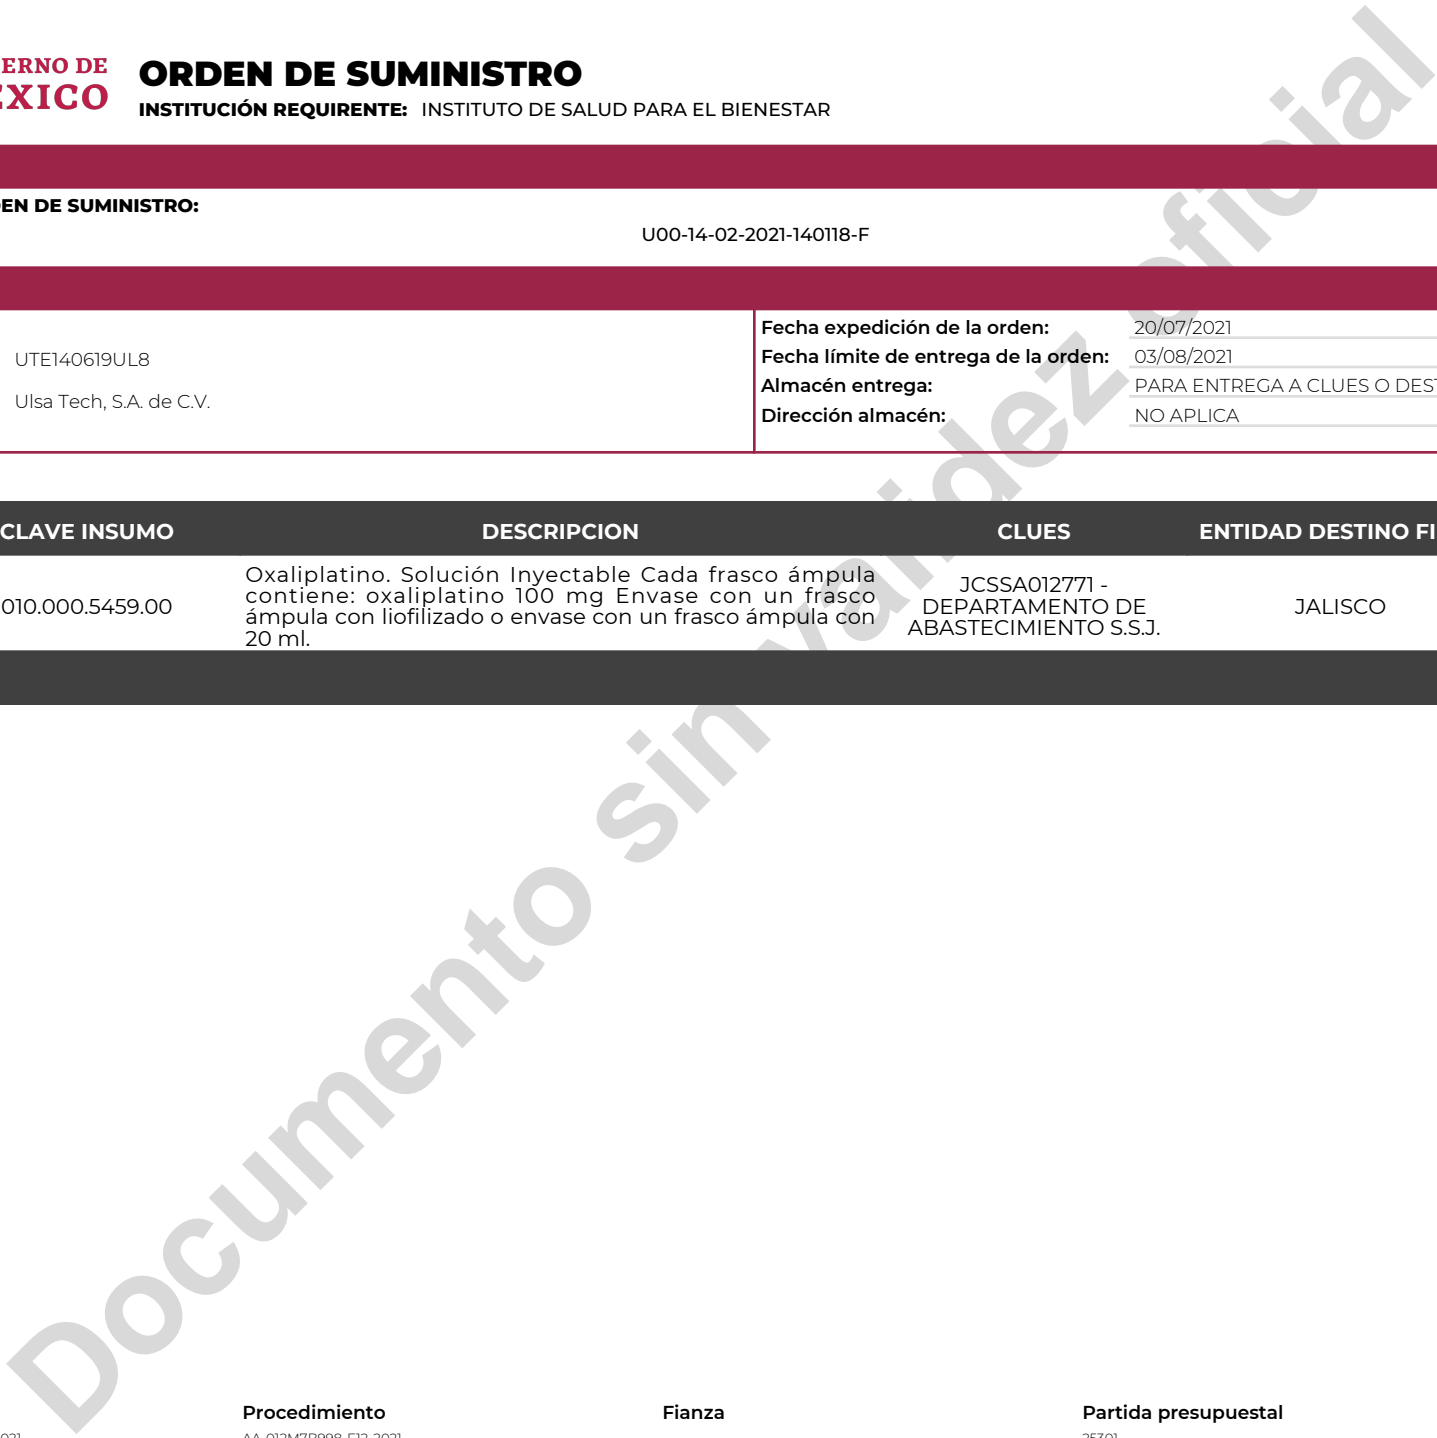 ERNO DE
ORDEN DE SUMINISTRO
INSTITUCIÓN REQUIRENTE: INSTITUTO DE SALUD PARA EL BIENESTAR
EN DE SUMINISTRO:
U00-14-02-2021-140118-F
UTE140619UL8
Ulsa Tech, S.A. de C.V.
Fecha expedición de la orden: 20/07/2021
Fecha límite de entrega de la orden: 03/08/2021
Almacén entrega: PARA ENTREGA A CLUES O DEST
Dirección almacén: NO APLICA
CLAVE INSUMO DESCRIPCION CLUES ENTIDAD DESTINO FI
010.000.5459.00
Oxaliplatino. Solución Inyectable Cada frasco ámpula
contiene: oxaliplatino 100 mg Envase con un frasco
ámpula con liofilizado o envase con un frasco ámpula con
20 ml.
JCSSA012771 -
DEPARTAMENTO DE
ABASTECIMIENTO S.S.J.
JALISCO
Documento sin validez oficial
Procedimiento Fianza Partida presupuestal